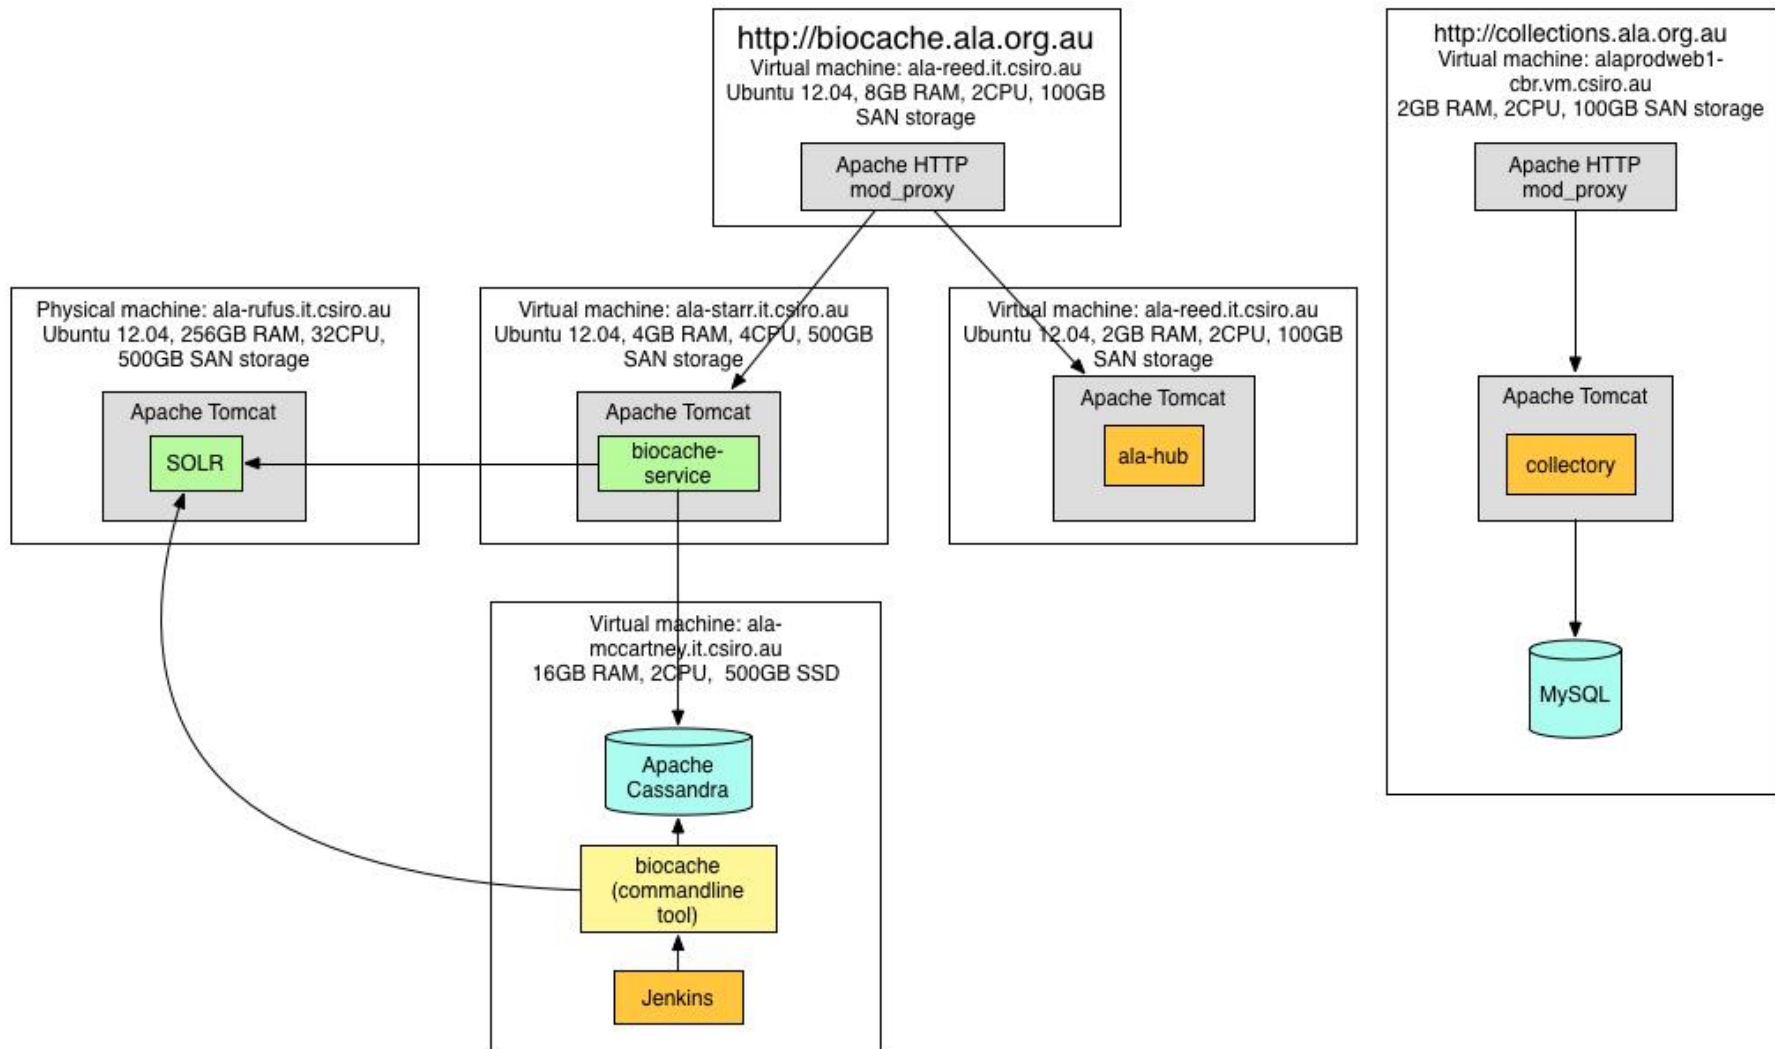 http://biocache.ala.org.au
Virtual machine: ala-reed.it.csiro.au
Ubuntu 12.04, 8GB RAM, 2CPU, 100GB
SAN storage
Apache HTTP
mod_proxy
http://collections.ala.org.au
Virtual machine: alaprodweb1-
cbr.vm.csiro.au
2GB RAM, 2CPU, 100GB SAN storage
Apache HTTP
mod_proxy
Physical machine: ala-rufus.it.csiro.au
Ubuntu 12.04, 256GB RAM, 32CPU,
500GB SAN storage
Apache Tomcat
SOLR
Virtual machine: ala-starr.it.csiro.au
Ubuntu 12.04, 4GB RAM, 4CPU, 500GB
SAN storage
Apache Tomcat
biocache-
service
Virtual machine: ala-reed.it.csiro.au
Ubuntu 12.04, 2GB RAM, 2CPU, 100GB
SAN storage
Apache Tomcat
ala-hub
Apache Tomcat
collectory
MySQL
Virtual machine: ala-
mccartney.it.csiro.au
16GB RAM, 2CPU,  500GB SSD
Apache
Cassandra
biocache
(commandline
tool)
Jenkins